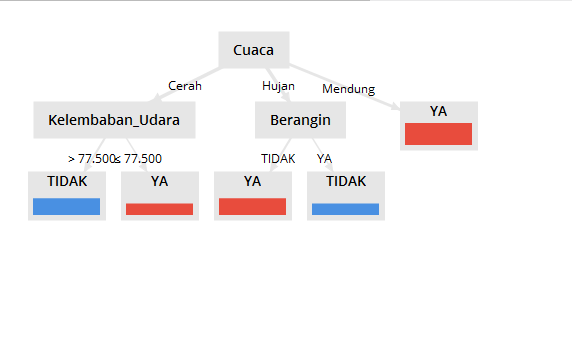 Cuaca
Cerah
Hujan
Mendung
Kelembaban_Udara
Berangin
YA
> 77.500
≤ 77.500
TIDAK
YA
TIDAK
YA
YA
TIDAK